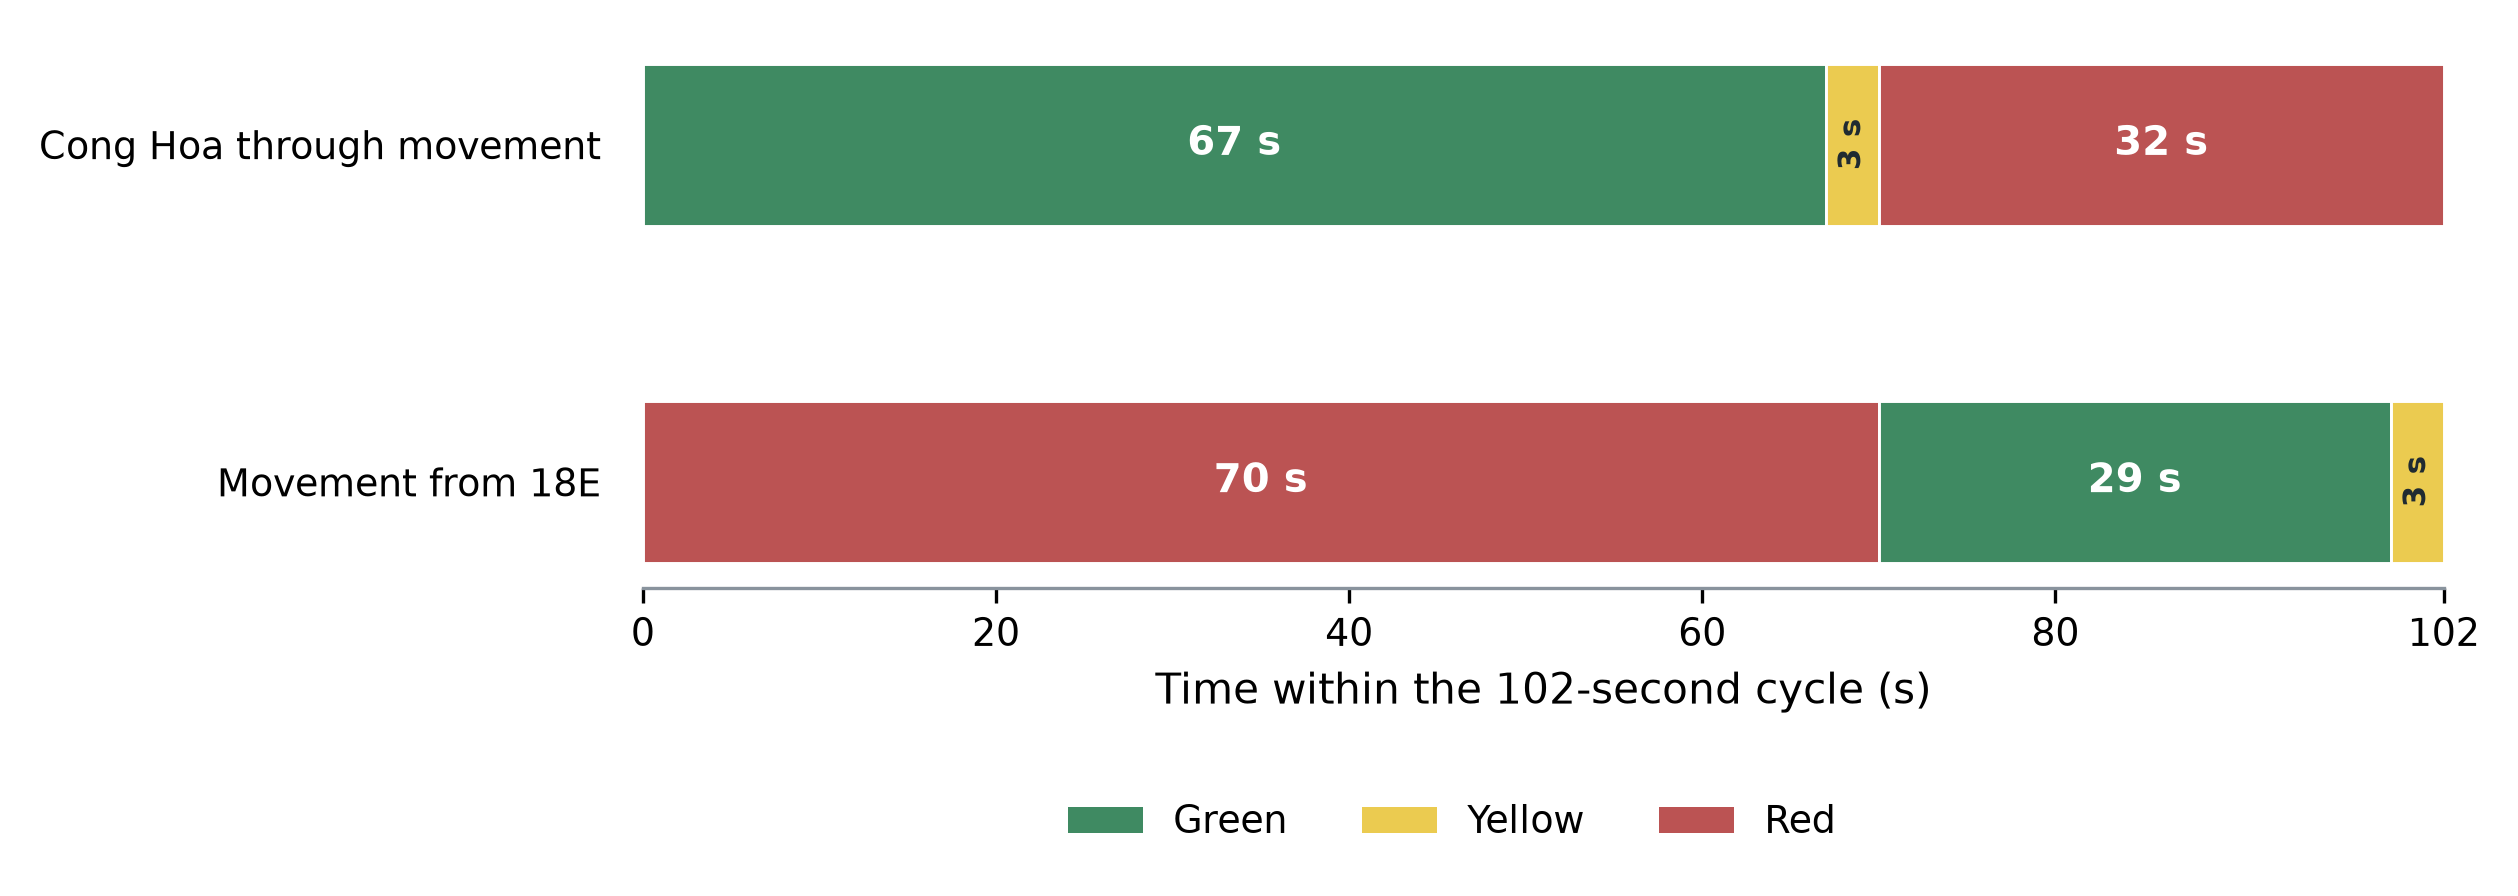 Cong Hoa through movement
67 s
3 s
32 s
Movement from 18E
70 s
29 s
3 s
0 20 40 60 80 102
Time within the 102-second cycle (s)
Green Yellow Red